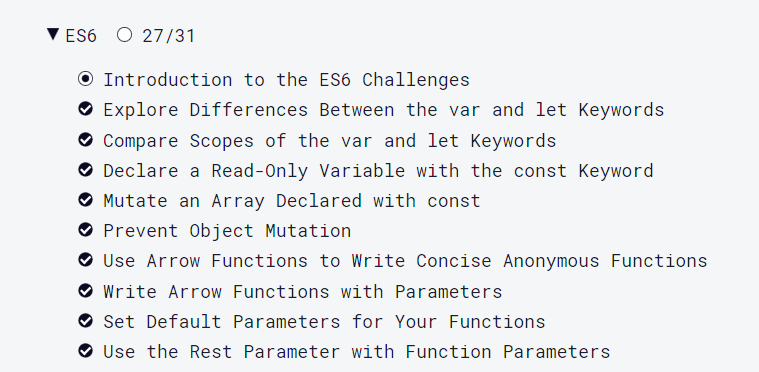 ES6 27/31
Introduction to the ES6 Challenges
Explore Differences Between the var and let Keywords
Compare Scopes of the var and let Keywords
Declare a Read-Only Variable with the const Keyword
Mutate an Array Declared with const
Prevent Object Mutation
Use Arrow Functions to Write Concise Anonymous Functions
Write Arrow Functions with Parameters
Set Default Parameters for Your Functions
Use the Rest Parameter with Function Parameters